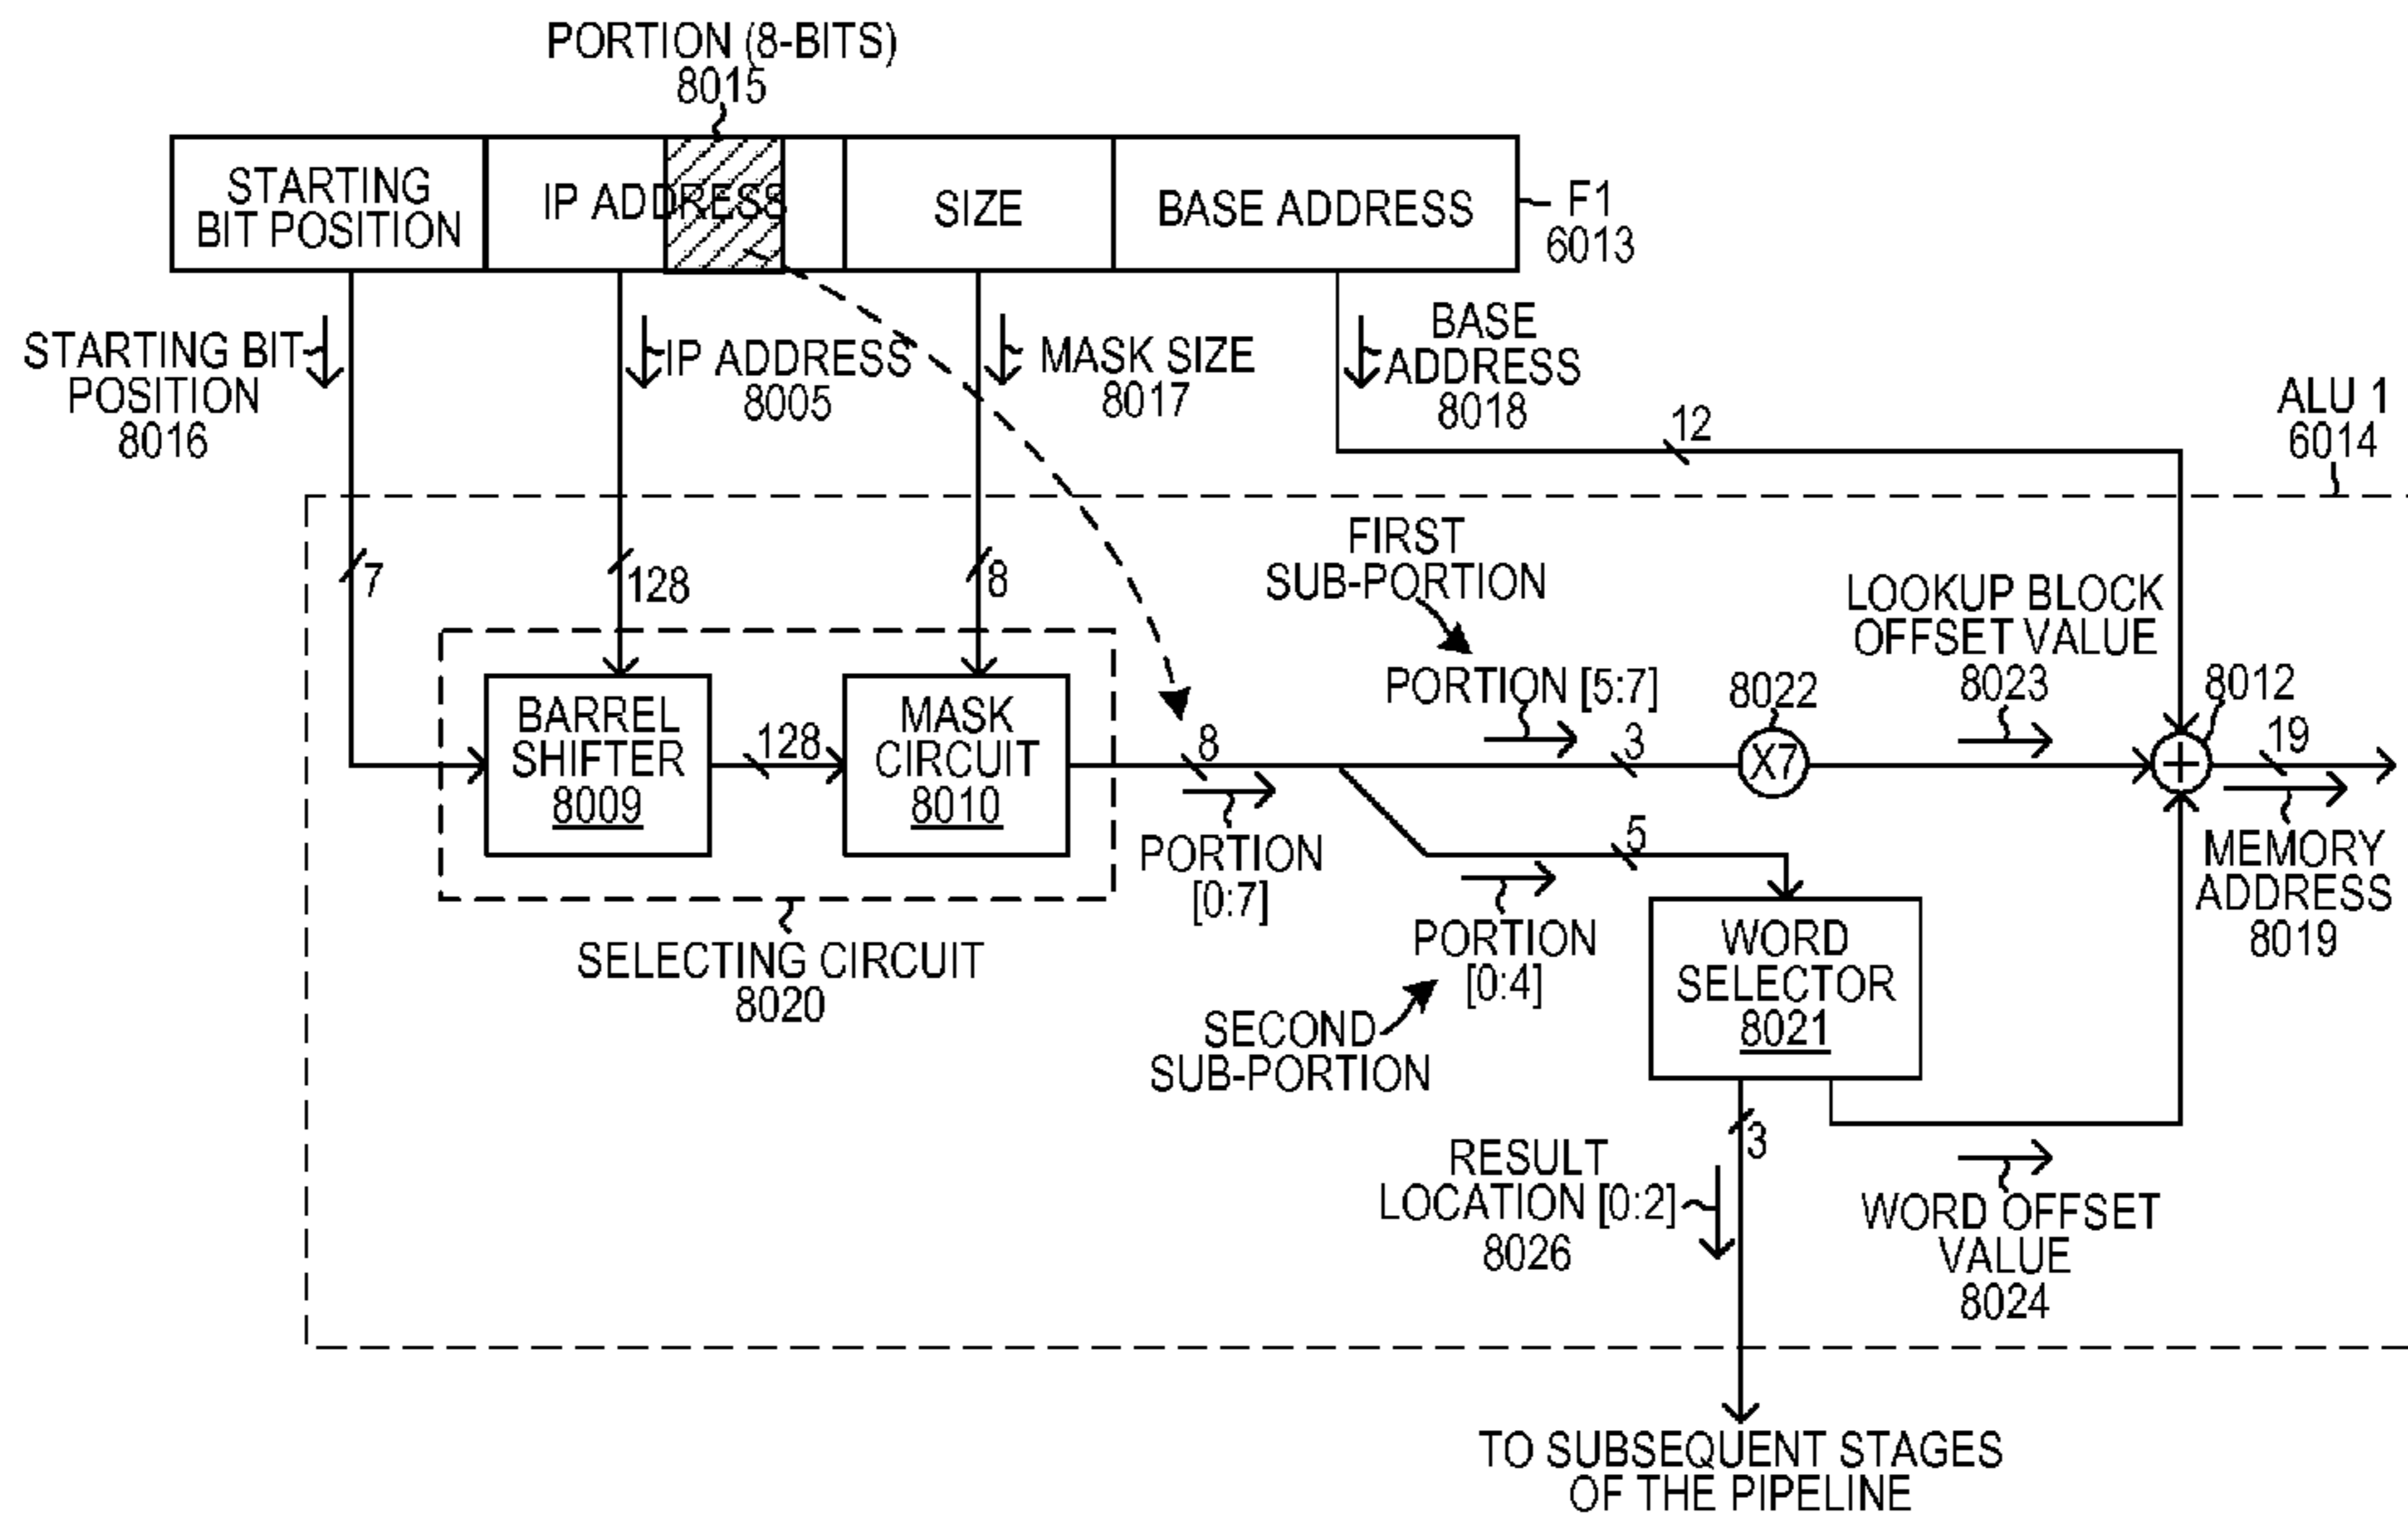 PORTION (8-BITS)
8015
STARTING
BIT POSITION
IP ADDRESS
SIZE
BASE ADDRESS
F1
6013
STARTING BIT
POSITION
8016
IP ADDRESS
8005
MASK SIZE
8017
BASE
ADDRESS
8018
12
ALU 1
6014
7
128
8
FIRST
SUB-PORTION
PORTION [5:7]
LOOKUP BLOCK
OFFSET VALUE
8023
8022
8012
BARREL
SHIFTER
8009
128
MASK
CIRCUIT
8010
8
3
X7
+
19
PORTION
[0:7]
5
MEMORY
ADDRESS
8019
SELECTING CIRCUIT
8020
PORTION
[0:4]
SECOND
SUB-PORTION
WORD
SELECTOR
8021
3
RESULT
LOCATION [0:2]
8026
WORD OFFSET
VALUE
8024
TO SUBSEQUENT STAGES
OF THE PIPELINE